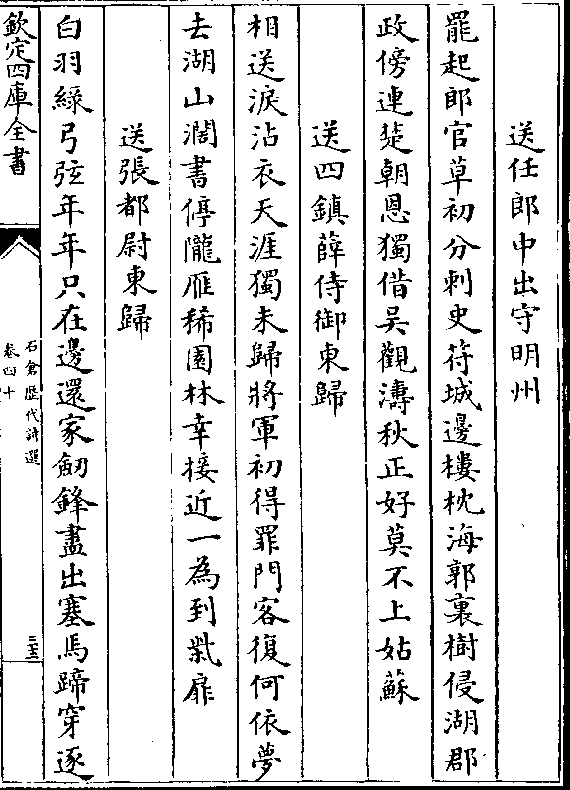 送任郎中出守明州
罷起郎官草初分刺史符城邊樓枕海郭裏樹侵湖郡
政傍連楚朝恩獨借吳觀濤秋正好莫不上姑蘇
送四鎮薛侍御東歸
相送淚沾衣天涯獨未歸將軍初得罪門客復何依夢
去湖山濶書停隴雁稀園林幸接近一為到柴扉
送張都尉東歸
白羽綠弓弦年年只在邊還家劒鋒盡出塞馬蹄穿逐
欽定四庫全書
石倉歷代詩選
卷四十